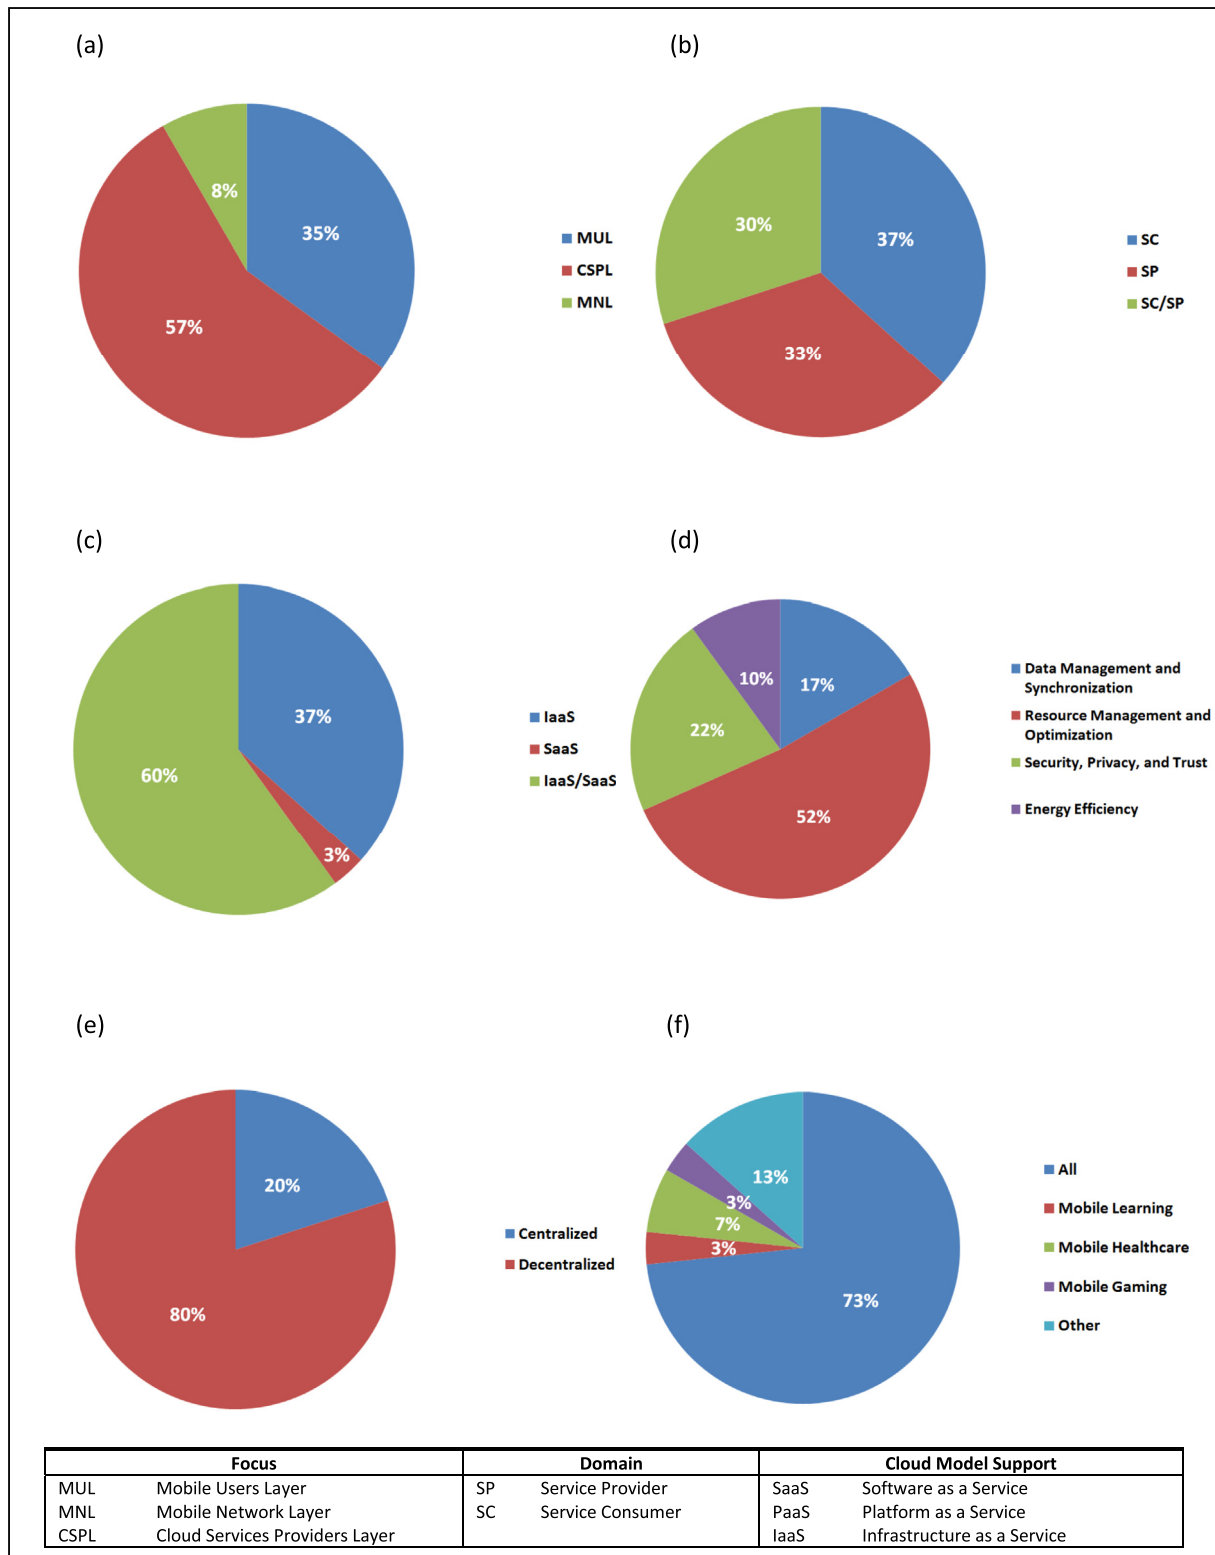 (a)
(b)
8%
35%
57%
MUL
CSPL
MNL
30%
37%
33%
SC
SP
SC/SP
(c)
(d)
37%
60%
3%
IaaS
SaaS
IaaS/SaaS
10%
17%
22%
52%
Data Management and
Synchronization
Resource Management and
Optimization
Security, Privacy, and Trust
Energy Efficiency
(e)
(f)
20%
80%
Centralized
Decentralized
13%
3%
7%
3%
73%
All
Mobile Learning
Mobile Healthcare
Mobile Gaming
Other
Focus Domain Cloud Model Support
MUL Mobile Users Layer SP Service Provider SaaS Software as a Service
MNL Mobile Network Layer SC Service Consumer PaaS Platform as a Service
CSPL Cloud Services Providers Layer IaaS Infrastructure as a Service